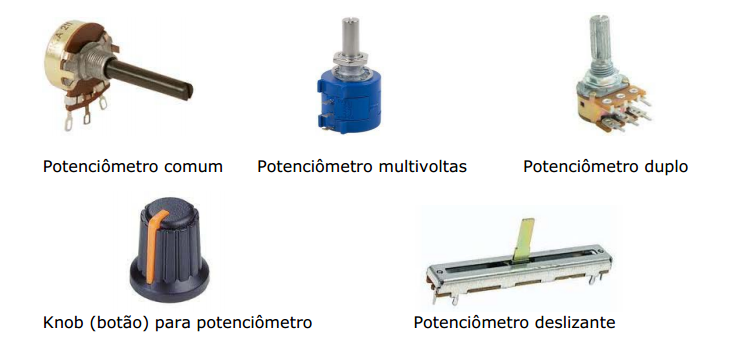 Potenciômetro comum
Potenciômetro multivoltas
Potenciômetro duplo
Knob (botão) para potenciômetro
Potenciômetro deslizante